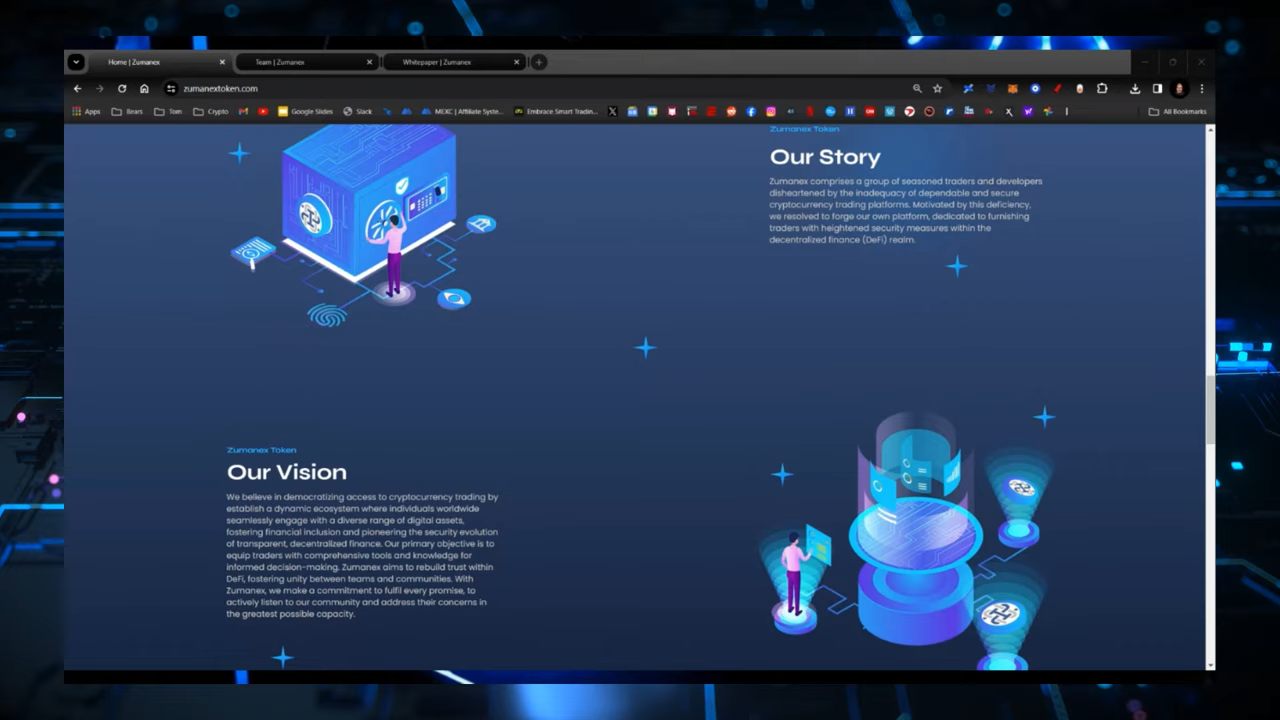 Home | Zumanex
Team | Zumanex
Whitepaper | Zumanex
zumanextoken.com
Apps
Bears
Tom
Crypto
Google Slides
Slack
MEXC | Affiliate Syste...
Embrace Smart Tradin...
All Bookmarks
Zumanex Token
Our Story
Zumanex comprises a group of seasoned traders and developers
disheartened by the inadequacy of dependable and secure
cryptocurrency trading platforms. Motivated by this deficiency,
we resolved to forge our own platform, dedicated to furnishing
traders with heightened security measures within the
decentralized finance (DeFi) realm.
Zumanex Token
Our Vision
We believe in democratizing access to cryptocurrency trading by
establish a dynamic ecosystem where individuals worldwide
seamlessly engage with a diverse range of digital assets,
fostering financial inclusion and pioneering the security evolution
of transparent, decentralized finance. Our primary objective is to
equip traders with comprehensive tools and knowledge for
informed decision-making. Zumanex aims to rebuild trust within
DeFi, fostering unity between teams and communities. With
Zumanex, we make a commitment to fulfil every promise, to
actively listen to our community and address their concerns in
the greatest possible capacity.